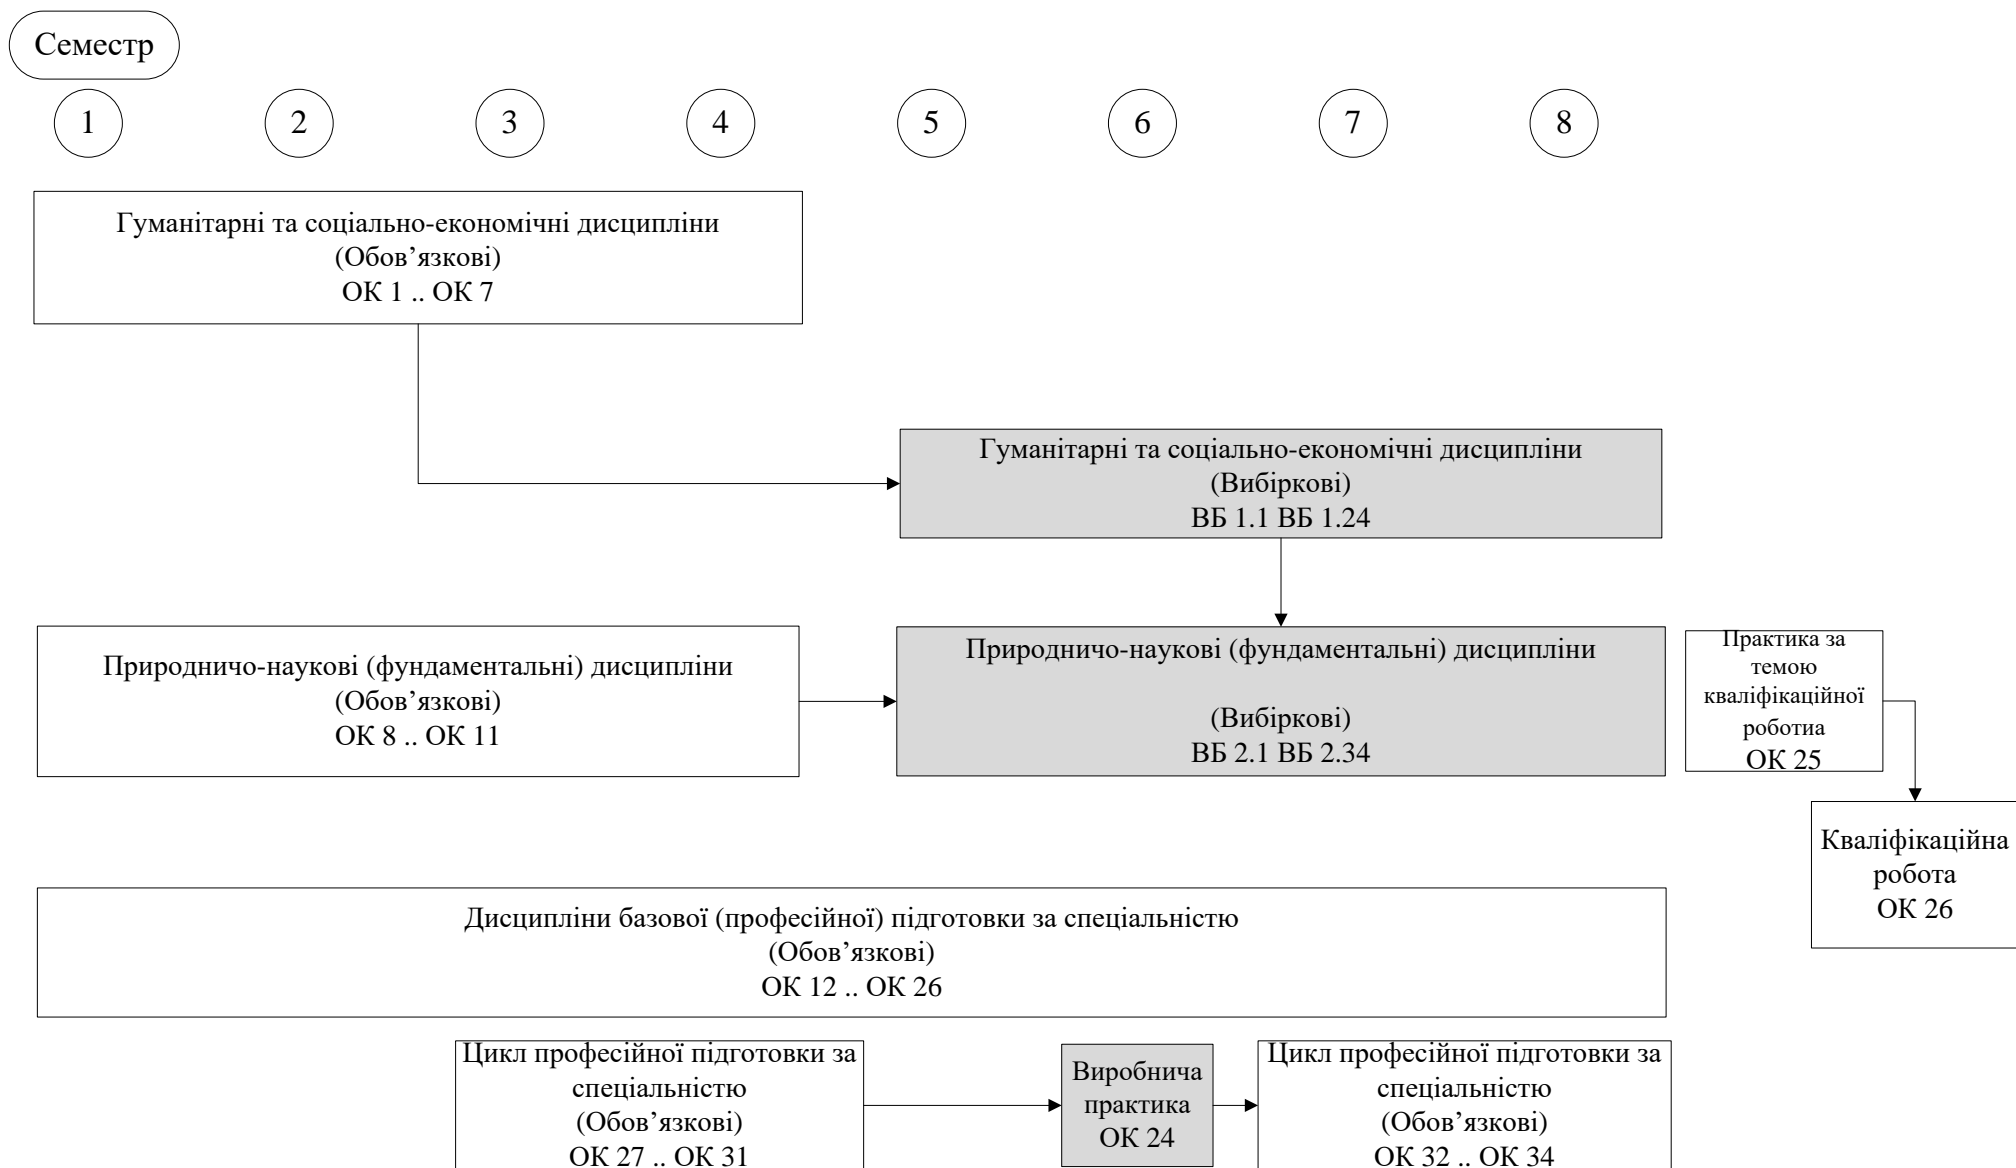 Семестр
1
2
3
4
5
6
7
8
Гуманітарні та соціально-економічні дисципліни
(Обов’язкові)
ОК 1 .. ОК 7
Гуманітарні та соціально-економічні дисципліни
(Вибіркові)
ВБ 1.1 ВБ 1.24
Природничо-наукові (фундаментальні) дисципліни
(Обов’язкові)
ОК 8 .. ОК 11
Природничо-наукові (фундаментальні) дисципліни
(Вибіркові)
ВБ 2.1 ВБ 2.34
Практика за
темою
кваліфікаційної
роботиа
ОК 25
Кваліфікаційна
робота
ОК 26
Дисципліни базової (професійної) підготовки за спеціальністю
(Обов’язкові)
ОК 12 .. ОК 26
Цикл професійної підготовки за
спеціальністю
(Обов’язкові)
ОК 27 .. ОК 31
Виробнича
практика
ОК 24
Цикл професійної підготовки за
спеціальністю
(Обов’язкові)
ОК 32 .. ОК 34